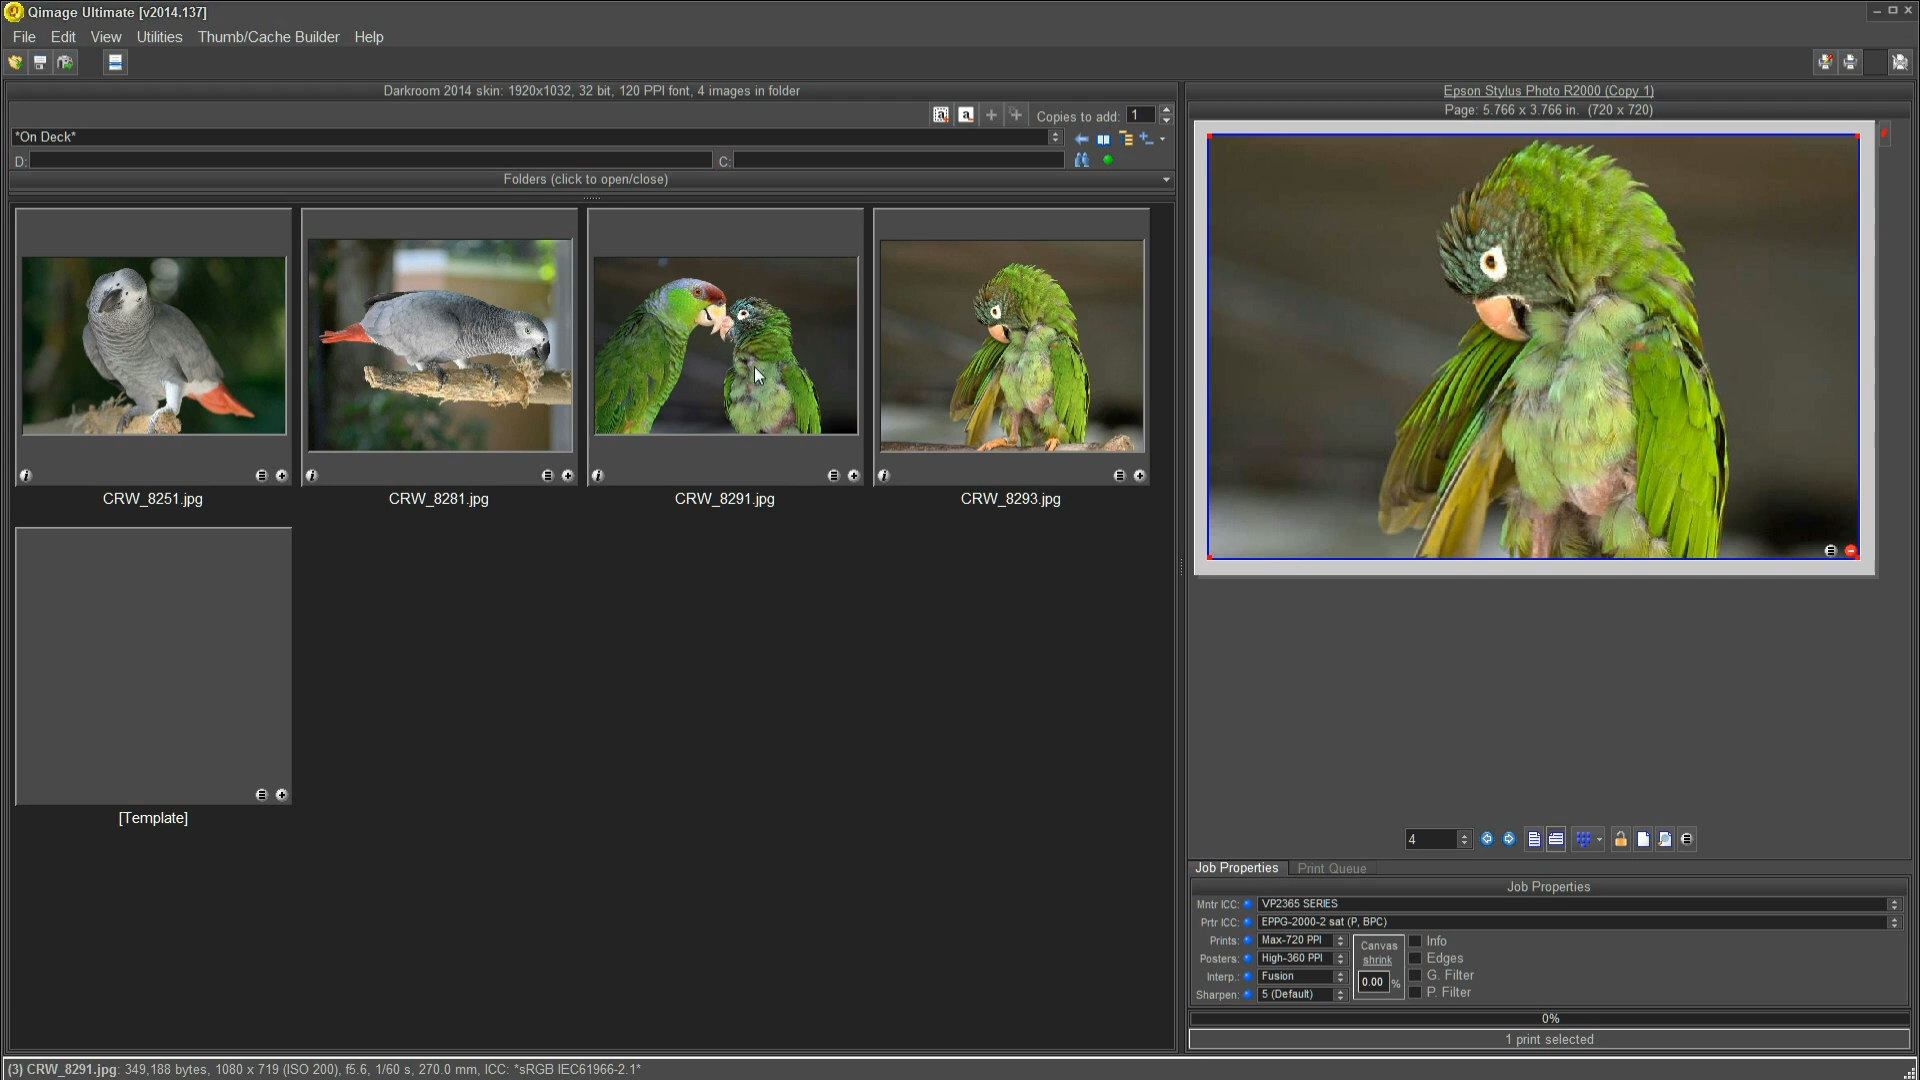 Qimage Ultimate [v2014.137]
File Edit View Utilities Thumb/Cache Builder Help
Darkroom 2014 skin: 1920x1032, 32 bit, 120 PPI font, 4 images in folder
Copies to add: 1
*On Deck*
D: C:
Folders (click to open/close)
CRW_8251.jpg CRW_8281.jpg CRW_8291.jpg CRW_8293.jpg
[Template]
Epson Stylus Photo R2000 (Copy 1)
Page: 5.766 x 3.766 in. (720 x 720)
4
Job Properties Print Queue
Job Properties
Mntr ICC: VP2365 SERIES
Prtr ICC: EPPG-2000-2 sat (P, BPC)
Prints: Max-720 PPI
Posters: High-360 PPI
Interp.: Fusion
Sharpen: 5 (Default)
Canvas
shrink
0.00 %
Info
Edges
G. Filter
P. Filter
0%
1 print selected
(3) CRW_8291.jpg: 349,188 bytes, 1080 x 719 (ISO 200), f5.6, 1/60 s, 270.0 mm, ICC: *sRGB IEC61966-2.1*